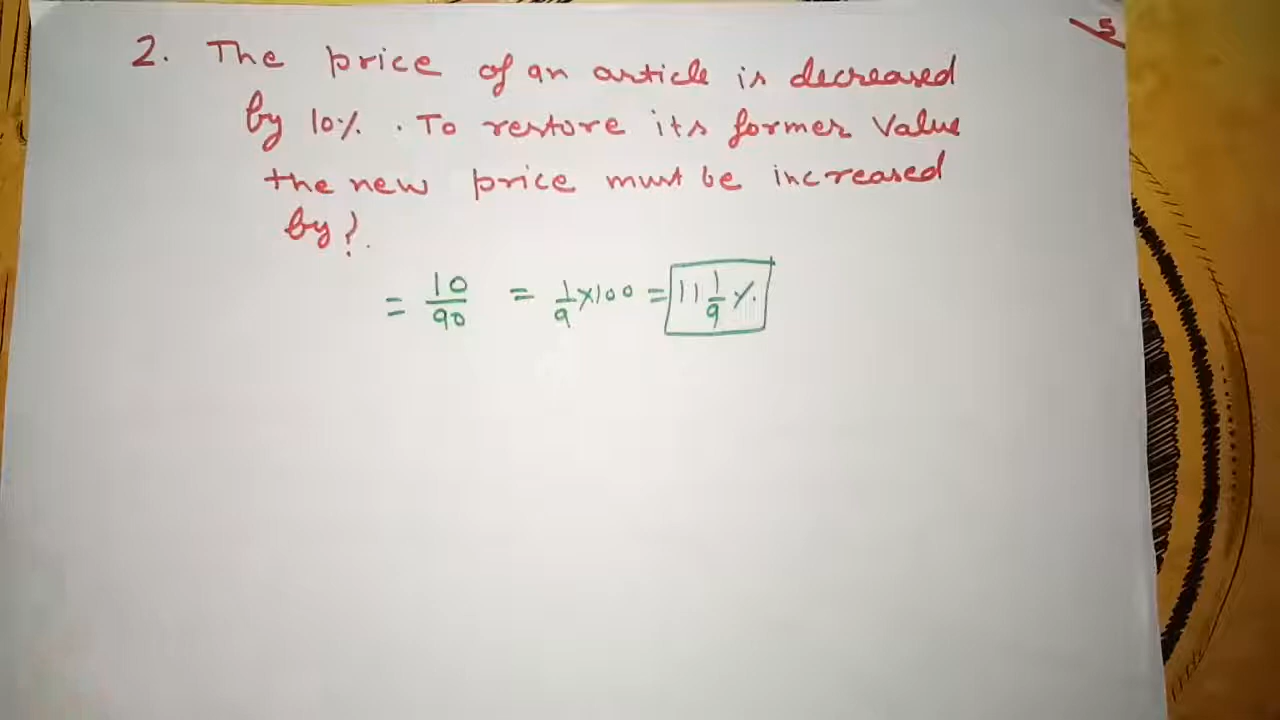 5
2. The price of an article is decreased
by 10%. To restore its former value
the new price must be increased
by?.
= 10/90 = 1/9 × 100 = 11 1/9 %.